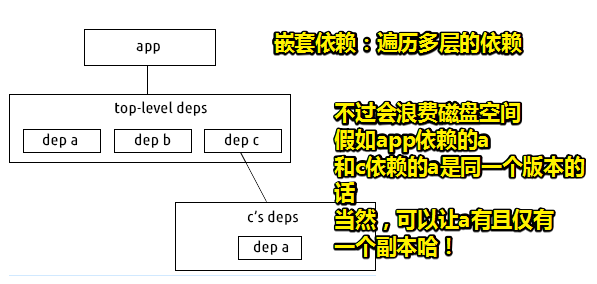 app
嵌套依赖：遍历多层的依赖
top-level deps
dep a
dep b
dep c
不过会浪费磁盘空间
假如app依赖的a
和c依赖的a是同一个版本的
话
当然，可以让a有且仅有
一个副本哈！
c's deps
dep a